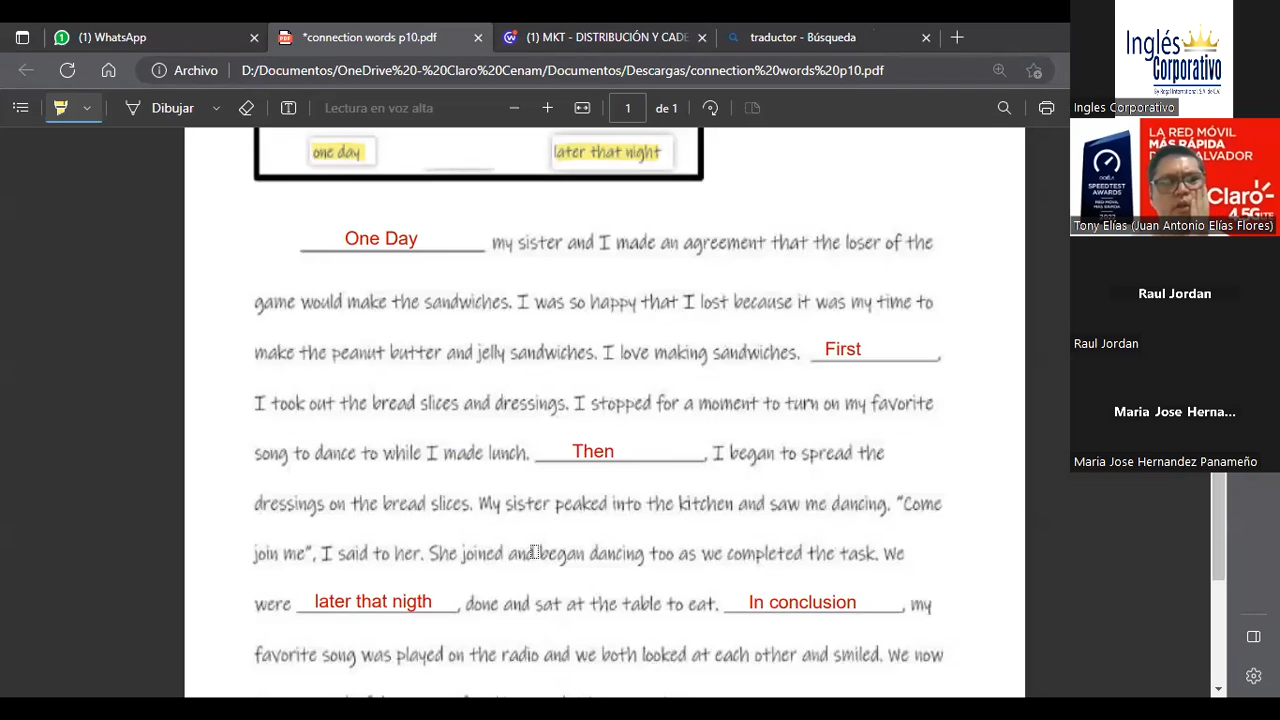 (1) WhatsApp
*connection words p10.pdf
(1) MKT - DISTRIBUCIÓN Y CADE
traductor - Búsqueda
Archivo
D:/Documentos/OneDrive%20-%20Claro%20Cenam/Documentos/Descargas/connection%20words%20p10.pdf
Dibujar
Lectura en voz alta
1
de 1
one day
later that night
One Day my sister and I made an agreement that the loser of the
game would make the sandwiches. I was so happy that I lost because it was my time to
make the peanut butter and jelly sandwiches. I love making sandwiches. First,
I took out the bread slices and dressings. I stopped for a moment to turn on my favorite
song to dance to while I made lunch. Then, I began to spread the
dressings on the bread slices. My sister peaked into the kitchen and saw me dancing. "Come
join me", I said to her. She joined and began dancing too as we completed the task. We
were later that nigth, done and sat at the table to eat. In conclusion, my
favorite song was played on the radio and we both looked at each other and smiled. We now
Inglés
Corporativo
By Regal International, S.A. de C.V.
Ingles Corporativo
SPEEDTEST
AWARDS
LA RED MÓVIL
MÁS RÁPIDA
SALVADOR
Claro
4.5G
Tony Elías (Juan Antonio Elías Flores)
Raul Jordan
Raul Jordan
Maria Jose Herna...
Maria Jose Hernandez Panameño